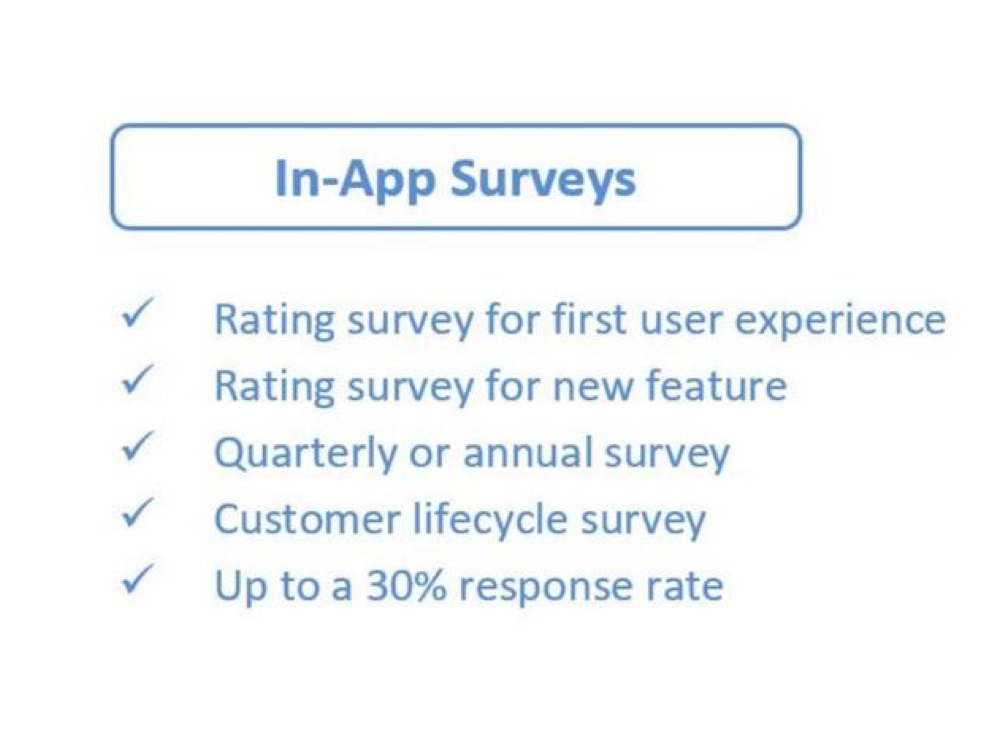 In-App Surveys
✓ Rating survey for first user experience
✓ Rating survey for new feature
✓ Quarterly or annual survey
✓ Customer lifecycle survey
✓ Up to a 30% response rate